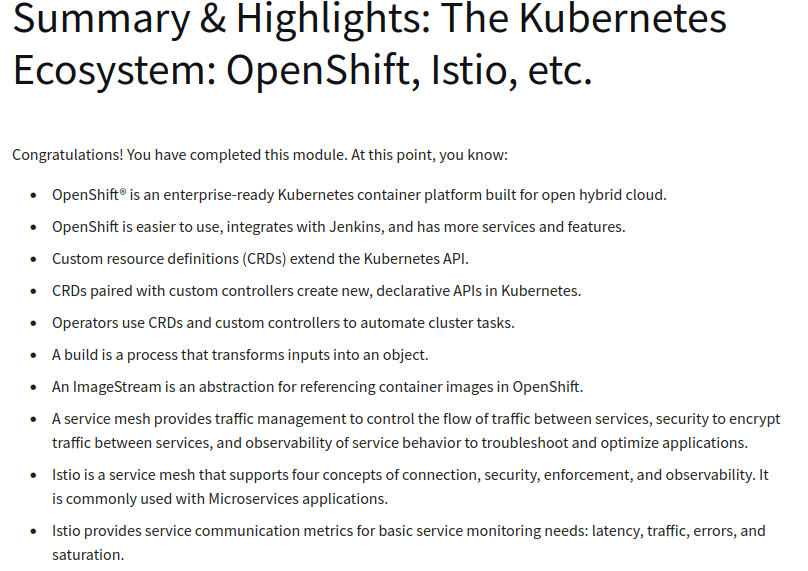 Summary & Highlights: The Kubernetes
Ecosystem: OpenShift, Istio, etc.
Congratulations! You have completed this module. At this point, you know:
• OpenShift® is an enterprise-ready Kubernetes container platform built for open hybrid cloud.
• OpenShift is easier to use, integrates with Jenkins, and has more services and features.
• Custom resource definitions (CRDs) extend the Kubernetes API.
• CRDs paired with custom controllers create new, declarative APIs in Kubernetes.
• Operators use CRDs and custom controllers to automate cluster tasks.
• A build is a process that transforms inputs into an object.
• An ImageStream is an abstraction for referencing container images in OpenShift.
• A service mesh provides traffic management to control the flow of traffic between services, security to encrypt
traffic between services, and observability of service behavior to troubleshoot and optimize applications.
• Istio is a service mesh that supports four concepts of connection, security, enforcement, and observability. It
is commonly used with Microservices applications.
• Istio provides service communication metrics for basic service monitoring needs: latency, traffic, errors, and
saturation.